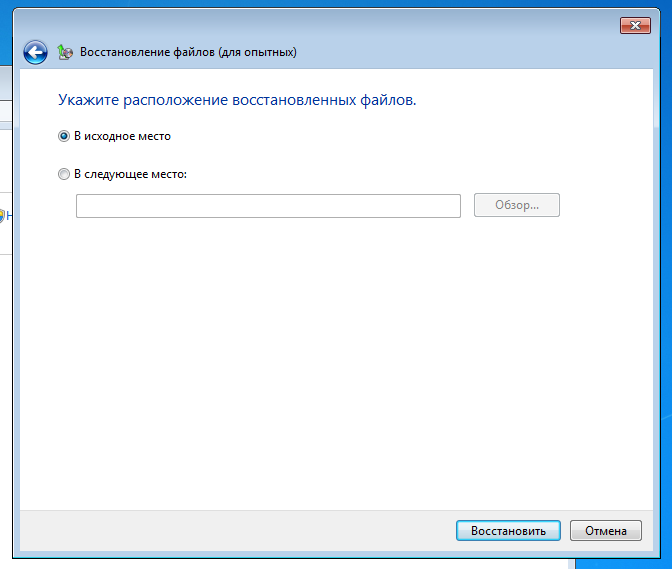 Восстановление файлов (для опытных)
Укажите расположение восстановленных файлов.
В исходное место
В следующее место:
Обзор...
Н
Восстановить
Отмена